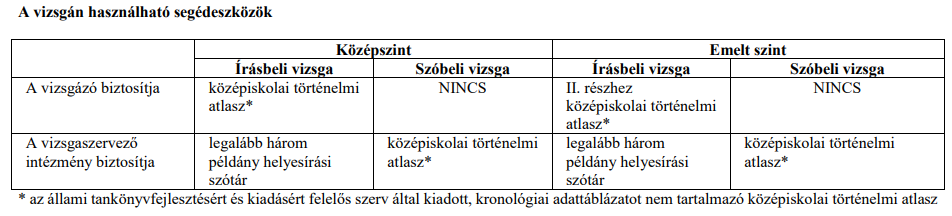 A vizsgán használható segédeszközök
Középszint Emelt szint
Írásbeli vizsga Szóbeli vizsga Írásbeli vizsga Szóbeli vizsga
A vizsgázó biztosítja középiskolai történelmi NINCS II. részhez NINCS
atlasz* középiskolai történelmi
atlasz*
A vizsgaszervező legalább három középiskolai történelmi legalább három középiskolai történelmi
intézmény biztosítja példány helyesírási atlasz* példány helyesírási atlasz*
szótár szótár
* az állami tankönyvfejlesztésért és kiadásért felelős szerv által kiadott, kronológiai adattáblázatot nem tartalmazó középiskolai történelmi atlasz